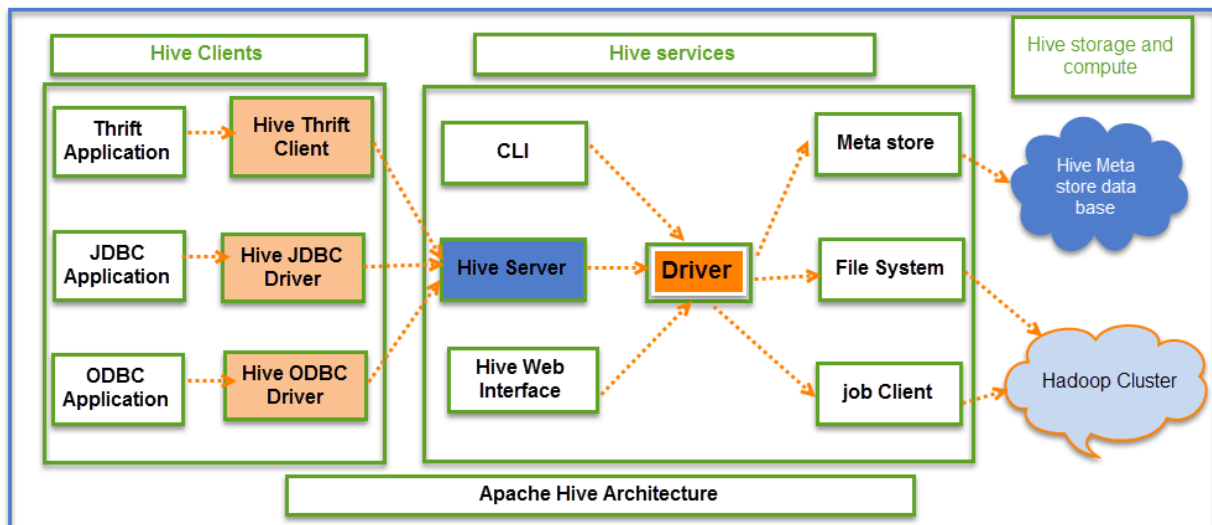 Hive Clients
Hive services
Hive storage and
compute
Thrift
Application
Hive Thrift
Client
CLI
Meta store
Hive Meta
store data
base
JDBC
Application
Hive JDBC
Driver
Hive Server
Driver
File System
ODBC
Application
Hive ODBC
Driver
Hive Web
Interface
job Client
Hadoop Cluster
Apache Hive Architecture